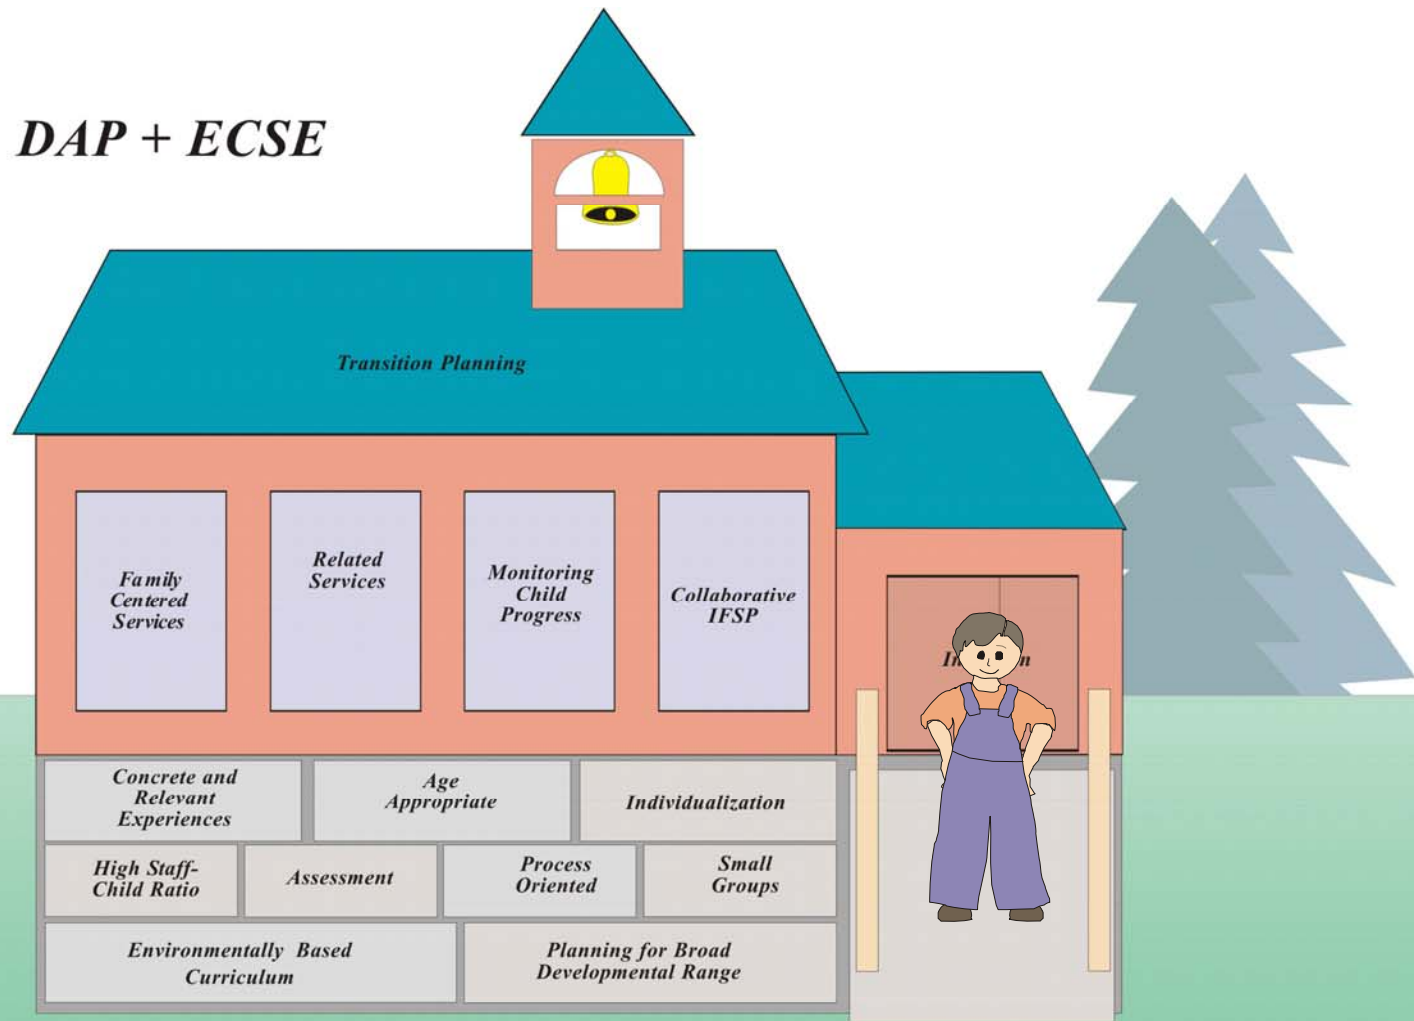 DAP + ECSE
Transition Planning
Family
Centered
Services
Related
Services
Monitoring
Child
Progress
Collaborative
IFSP
Concrete and
Relevant
Experiences
Age
Appropriate
Individualization
High Staff-
Child Ratio
Assessment
Process
Oriented
Small
Groups
Environmentally Based
Curriculum
Planning for Broad
Developmental Range